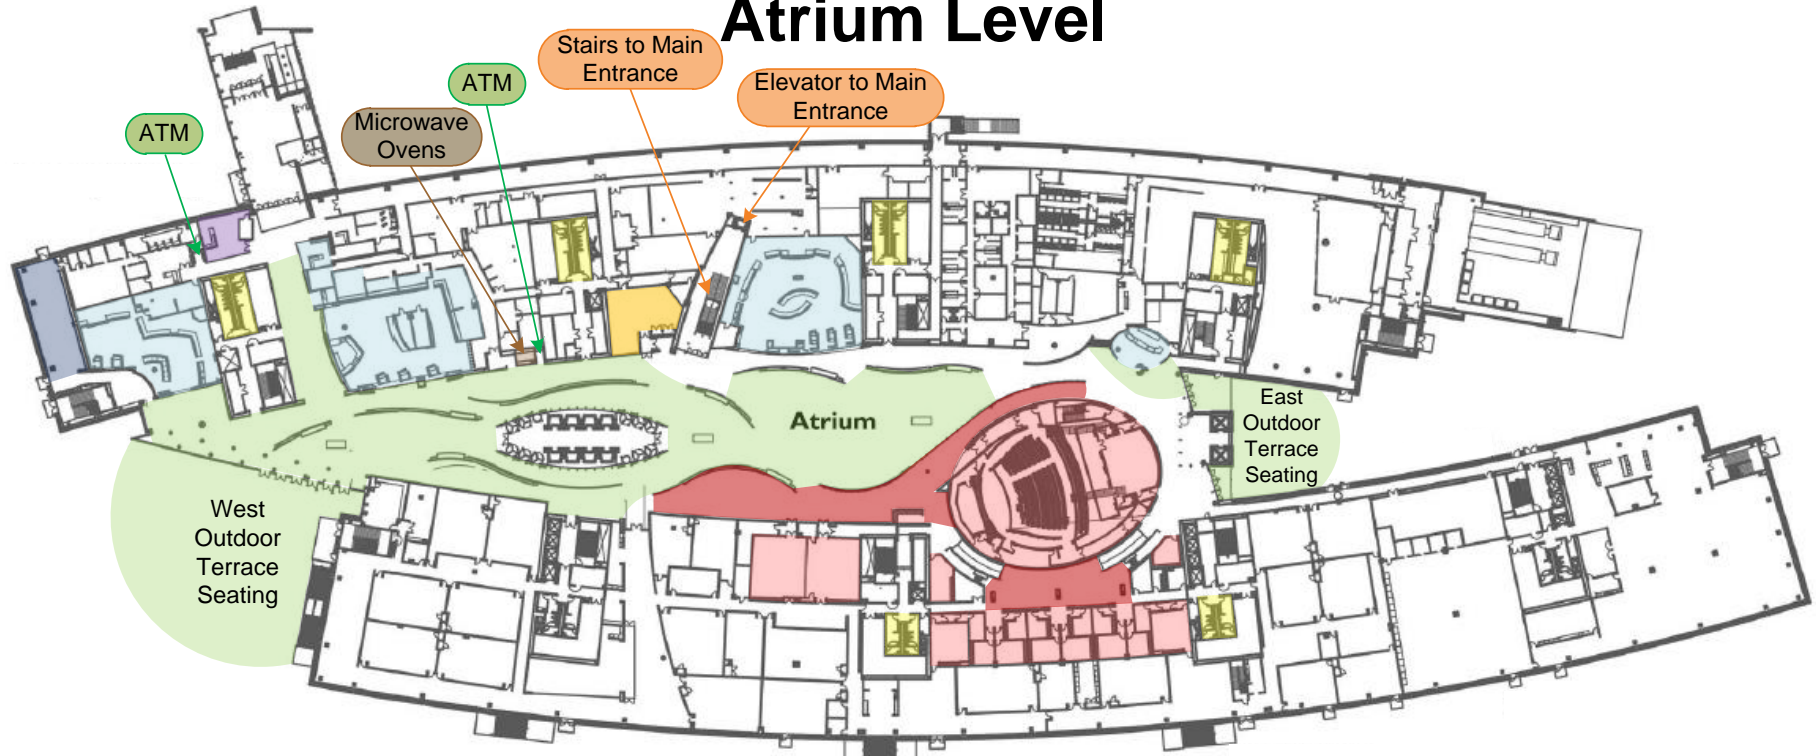 Atrium Level
Stairs to Main
Entrance
ATM
Elevator to Main
Entrance
ATM
Microwave
Ovens
Atrium
East
Outdoor
Terrace
Seating
West
Outdoor
Terrace
Seating